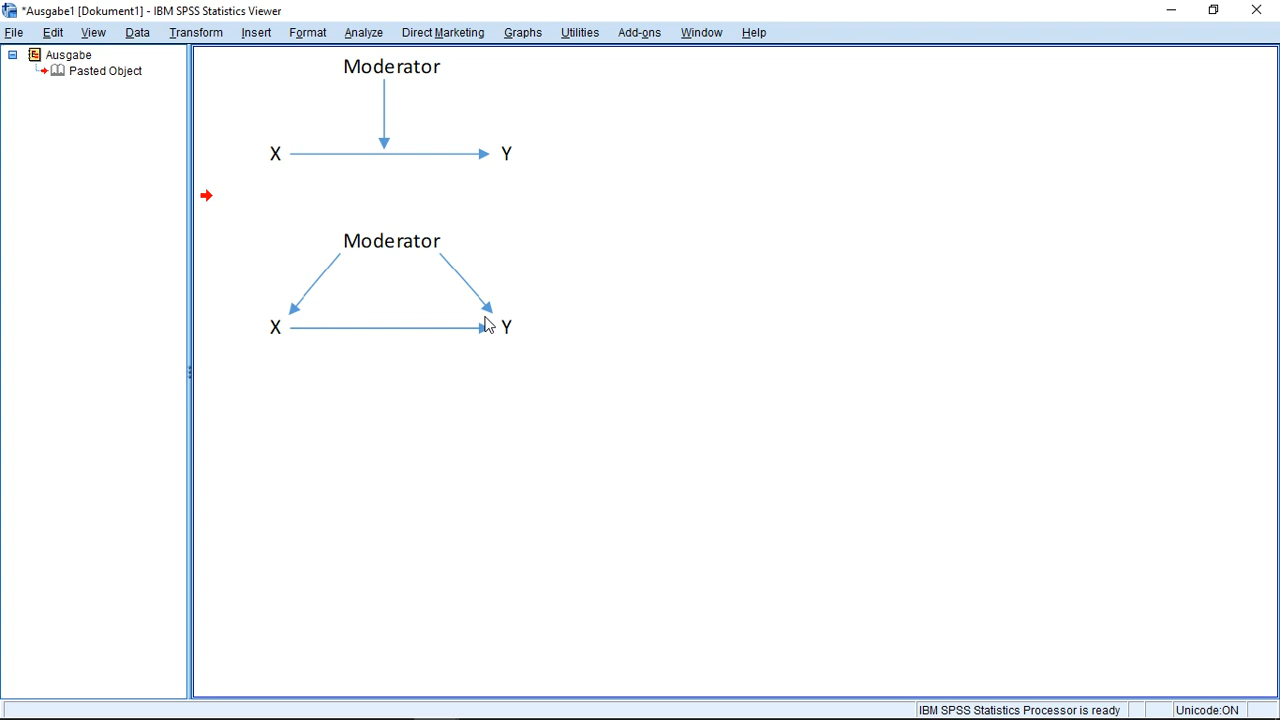 *Ausgabe1 [Dokument1] - IBM SPSS Statistics Viewer
File Edit View Data Transform Insert Format Analyze Direct Marketing Graphs Utilities Add-ons Window Help
Ausgabe
Pasted Object
Moderator
X Y
Moderator
X Y
IBM SPSS Statistics Processor is ready Unicode:ON